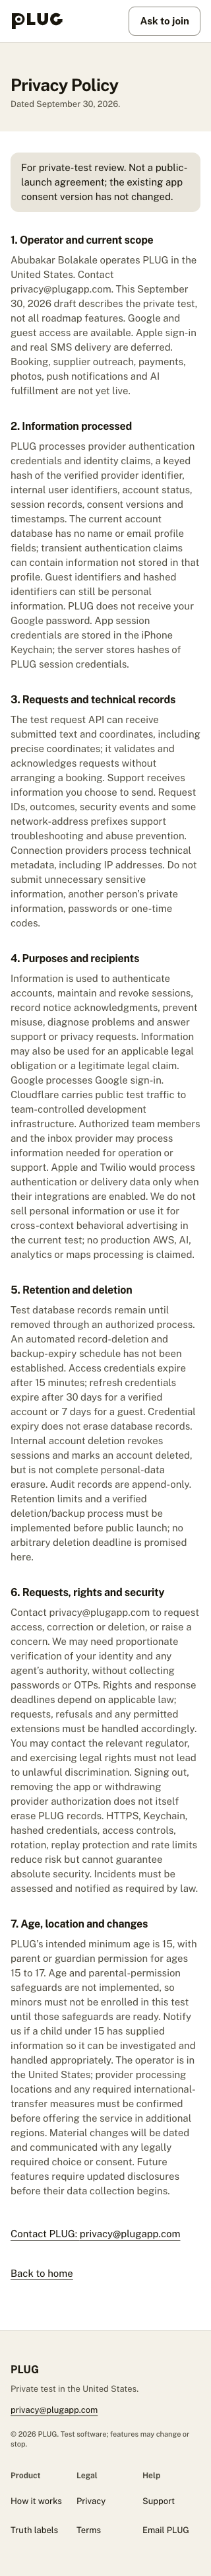 PLUG
Ask to join
Privacy Policy
Dated September 30, 2026.
For private-test review. Not a public-
launch agreement; the existing app
consent version has not changed.
1. Operator and current scope
Abubakar Bolakale operates PLUG in the
United States. Contact
privacy@plugapp.com. This September
30, 2026 draft describes the private test,
not all roadmap features. Google and
guest access are available. Apple sign-in
and real SMS delivery are deferred.
Booking, supplier outreach, payments,
photos, push notifications and AI
fulfillment are not yet live.
2. Information processed
PLUG processes provider authentication
credentials and identity claims, a keyed
hash of the verified provider identifier,
internal user identifiers, account status,
session records, consent versions and
timestamps. The current account
database has no name or email profile
fields; transient authentication claims
can contain information not stored in that
profile. Guest identifiers and hashed
identifiers can still be personal
information. PLUG does not receive your
Google password. App session
credentials are stored in the iPhone
Keychain; the server stores hashes of
PLUG session credentials.
3. Requests and technical records
The test request API can receive
submitted text and coordinates, including
precise coordinates; it validates and
acknowledges requests without
arranging a booking. Support receives
information you choose to send. Request
IDs, outcomes, security events and some
network-address prefixes support
troubleshooting and abuse prevention.
Connection providers process technical
metadata, including IP addresses. Do not
submit unnecessary sensitive
information, another person's private
information, passwords or one-time
codes.
4. Purposes and recipients
Information is used to authenticate
accounts, maintain and revoke sessions,
record notice acknowledgments, prevent
misuse, diagnose problems and answer
support or privacy requests. Information
may also be used for an applicable legal
obligation or a legitimate legal claim.
Google processes Google sign-in.
Cloudflare carries public test traffic to
team-controlled development
infrastructure. Authorized team members
and the inbox provider may process
information needed for operation or
support. Apple and Twilio would process
authentication or delivery data only when
their integrations are enabled. We do not
sell personal information or use it for
cross-context behavioral advertising in
the current test; no production AWS, AI,
analytics or maps processing is claimed.
5. Retention and deletion
Test database records remain until
removed through an authorized process.
An automated record-deletion and
backup-expiry schedule has not been
established. Access credentials expire
after 15 minutes; refresh credentials
expire after 30 days for a verified
account or 7 days for a guest. Credential
expiry does not erase database records.
Internal account deletion revokes
sessions and marks an account deleted,
but is not complete personal-data
erasure. Audit records are append-only.
Retention limits and a verified
deletion/backup process must be
implemented before public launch; no
arbitrary deletion deadline is promised
here.
6. Requests, rights and security
Contact privacy@plugapp.com to request
access, correction or deletion, or raise a
concern. We may need proportionate
verification of your identity and any
agent's authority, without collecting
passwords or OTPs. Rights and response
deadlines depend on applicable law;
requests, refusals and any permitted
extensions must be handled accordingly.
You may contact the relevant regulator,
and exercising legal rights must not lead
to unlawful discrimination. Signing out,
removing the app or withdrawing
provider authorization does not itself
erase PLUG records. HTTPS, Keychain,
hashed credentials, access controls,
rotation, replay protection and rate limits
reduce risk but cannot guarantee
absolute security. Incidents must be
assessed and notified as required by law.
7. Age, location and changes
PLUG's intended minimum age is 15, with
parent or guardian permission for ages
15 to 17. Age and parental-permission
safeguards are not implemented, so
minors must not be enrolled in this test
until those safeguards are ready. Notify
us if a child under 15 has supplied
information so it can be investigated and
handled appropriately. The operator is in
the United States; provider processing
locations and any required international-
transfer measures must be confirmed
before offering the service in additional
regions. Material changes will be dated
and communicated with any legally
required choice or consent. Future
features require updated disclosures
before their data collection begins.
Contact PLUG: privacy@plugapp.com
Back to home
PLUG
Private test in the United States.
privacy@plugapp.com
© 2026 PLUG. Test software; features may change or
stop.
Product
Legal
Help
How it works
Privacy
Support
Truth labels
Terms
Email PLUG